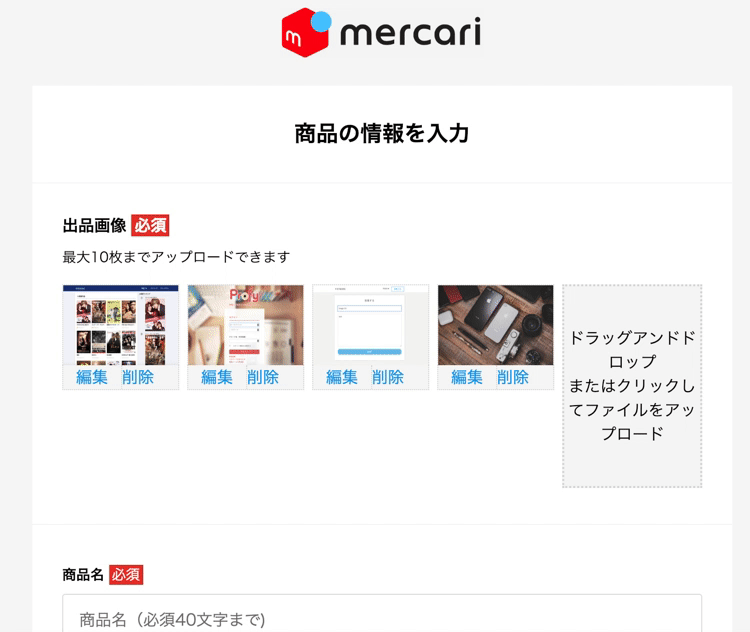 mercari
商品の情報を入力
出品画像 必須
最大10枚までアップロードできます
編集 削除
編集 削除
編集 削除
編集 削除
ドラッグアンドド
ロップ
またはクリックし
てファイルをアッ
プロード
商品名 必須
商品名（必須40文字まで)